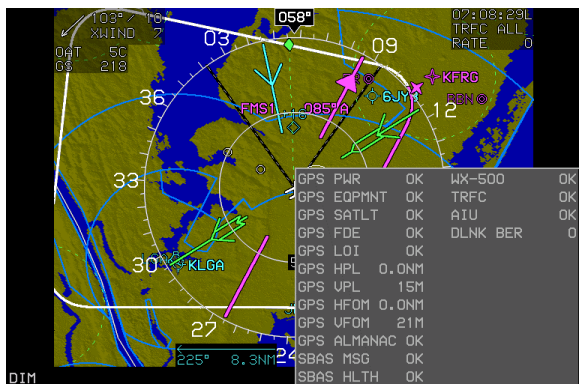 103°/ 10
XWIND 7
OAT 5C
GS 218
058°
07:08:29L
TRFC ALL
RATE 0
03
09
KFRG
6JY
BBN
FMS1
085°A
12
36
33
30
KLGA
27
24
225° 8.3NM
DIM
GPS PWR OK WX-500 OK
GPS EQPMNT OK TRFC OK
GPS SATLT OK AIU OK
GPS FDE OK DLNK BER 0
GPS LOI OK
GPS HPL 0.0NM
GPS VPL 15M
GPS HFOM 0.0NM
GPS VFOM 21M
GPS ALMANAC OK
SBAS MSG OK
SBAS HLTH OK